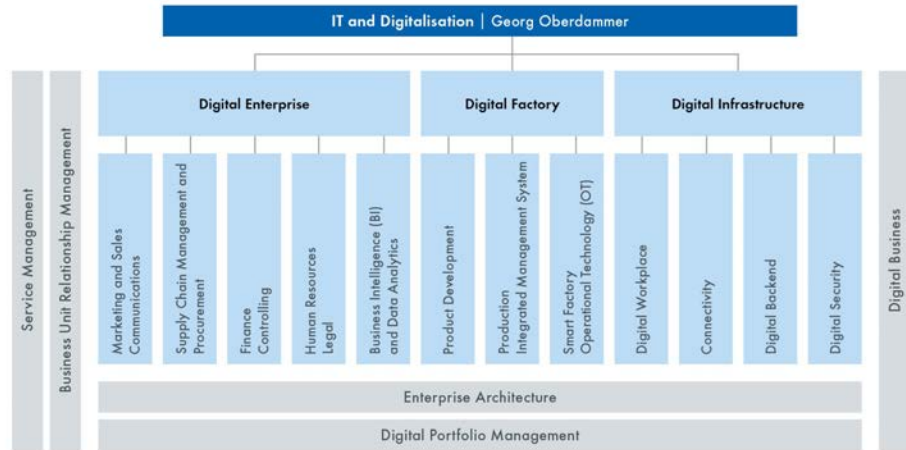 IT and Digitalisation | Georg Oberdammer
Service Management
Business Unit Relationship Management
Digital Enterprise
Digital Factory
Digital Infrastructure
Marketing and Sales
Communications
Supply Chain Management and
Procurement
Finance
Controlling
Human Resources
Legal
Business Intelligence (BI)
and Data Analytics
Product Development
Production
Integrated Management System
Smart Factory
Operational Technology (OT)
Digital Workplace
Connectivity
Digital Backend
Digital Security
Digital Business
Enterprise Architecture
Digital Portfolio Management